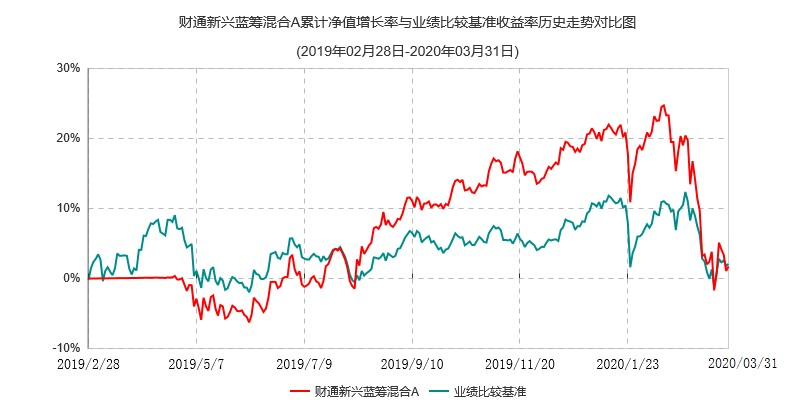 财通新兴蓝筹混合A累计净值增长率与业绩比较基准收益率历史走势对比图
(2019年02月28日-2020年03月31日)
30%
20%
10%
0%
-10%
2019/2/28 2019/5/7 2019/7/9 2019/9/10 2019/11/20 2020/1/23 2020/03/31
财通新兴蓝筹混合A 业绩比较基准